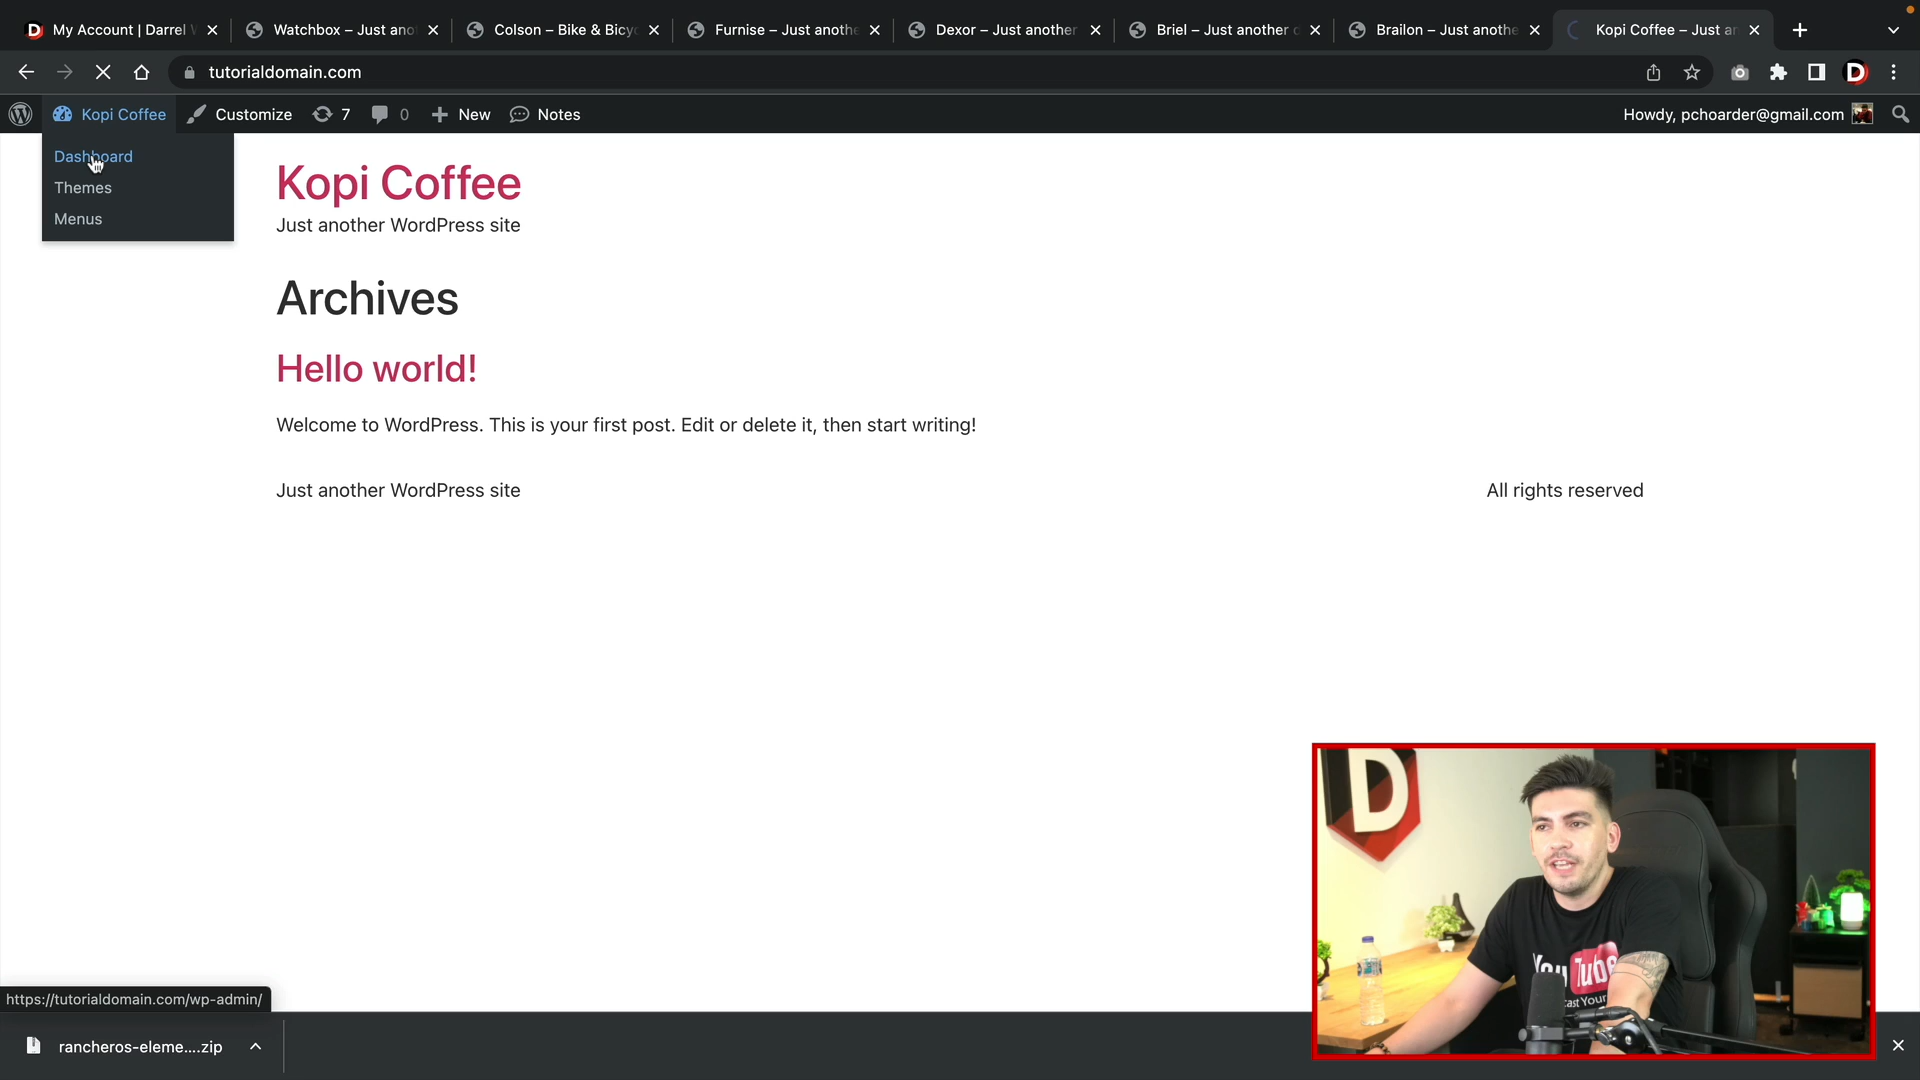 My Account | Darrel
Watchbox – Just ano
Colson – Bike & Bicy
Furnise – Just anoth
Dexor – Just another
Briel – Just another
Brailon – Just anothe
Kopi Coffee – Just a
tutorialdomain.com
Kopi Coffee
Customize
7
0
New
Notes
Howdy, pchoarder@gmail.com
Dashboard
Themes
Menus
Kopi Coffee
Just another WordPress site
Archives
Hello world!
Welcome to WordPress. This is your first post. Edit or delete it, then start writing!
Just another WordPress site
All rights reserved
D
You Tube
https://tutorialdomain.com/wp-admin/
rancheros-eleme....zip